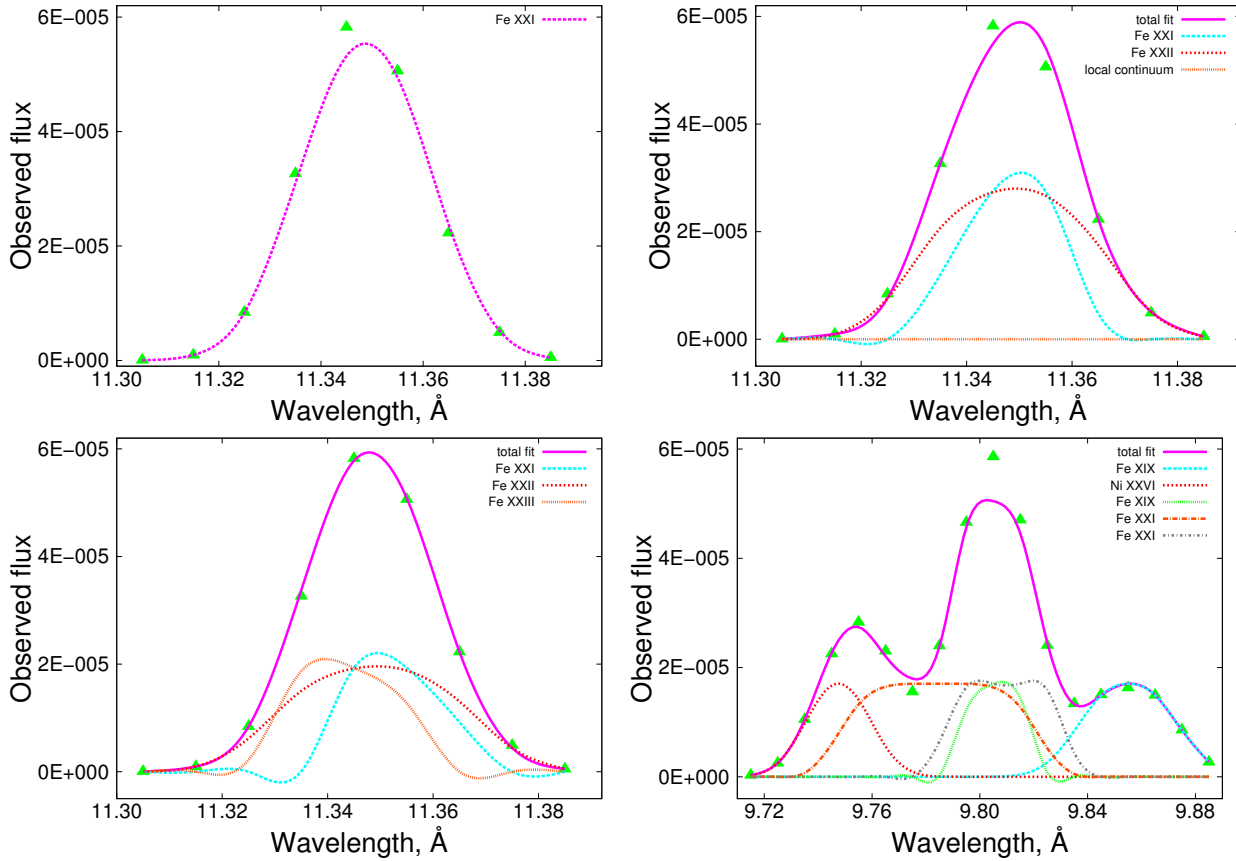 6E−005
4E−005
2E−005
0E+000
Observed flux
Fe XXI
11.30 11.32 11.34 11.36 11.38
Wavelength, Å
6E−005
4E−005
2E−005
0E+000
Observed flux
total fit
Fe XXI
Fe XXII
local continuum
11.30 11.32 11.34 11.36 11.38
Wavelength, Å
6E−005
4E−005
2E−005
0E+000
Observed flux
total fit
Fe XXI
Fe XXII
Fe XXIII
11.30 11.32 11.34 11.36 11.38
Wavelength, Å
6E−005
4E−005
2E−005
0E+000
Observed flux
total fit
Fe XIX
Ni XXVI
Fe XIX
Fe XXI
Fe XXI
9.72 9.76 9.80 9.84 9.88
Wavelength, Å